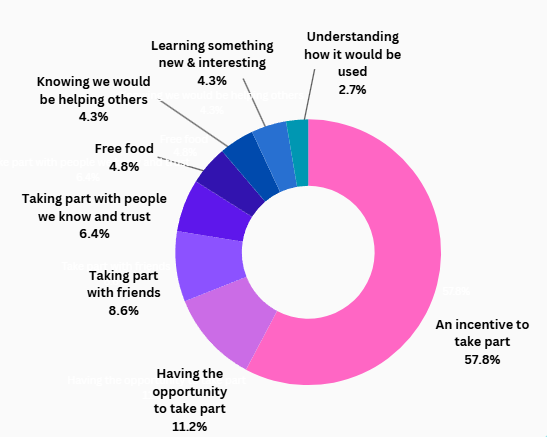 Understanding
how it would be
used
2.7%
Learning something
new & interesting
4.3%
Knowing we would
be helping others
4.3%
Free food
4.8%
Taking part with people
we know and trust
6.4%
Taking part
with friends
8.6%
Having the
opportunity
to take part
11.2%
An incentive to
take part
57.8%